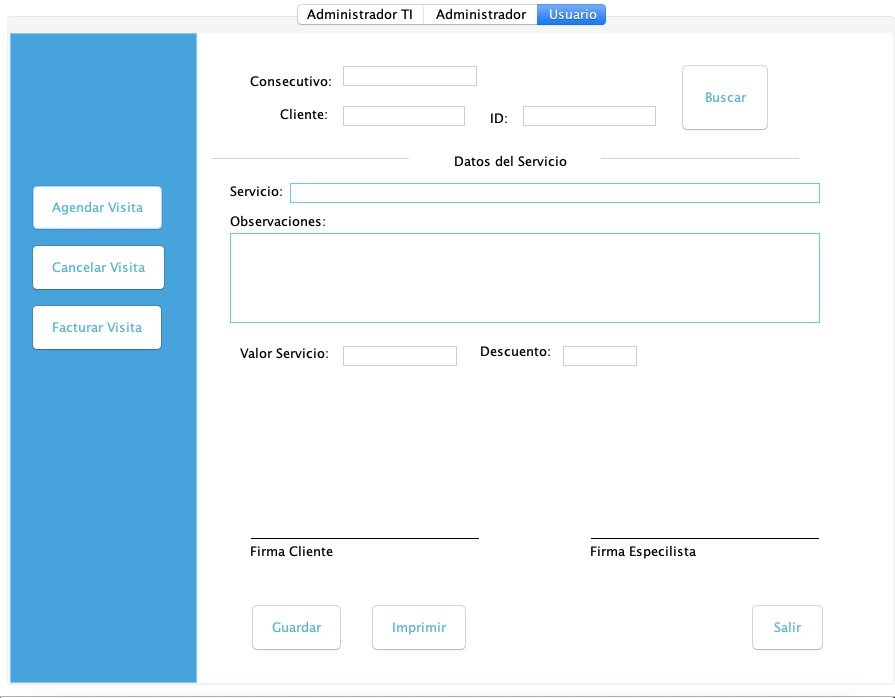 Administrador TI Administrador Usuario
Consecutivo:
Buscar
Cliente: ID:
Datos del Servicio
Servicio:
Agendar Visita
Observaciones:
Cancelar Visita
Facturar Visita
Valor Servicio: Descuento:
Firma Cliente Firma Especilista
Guardar Imprimir Salir